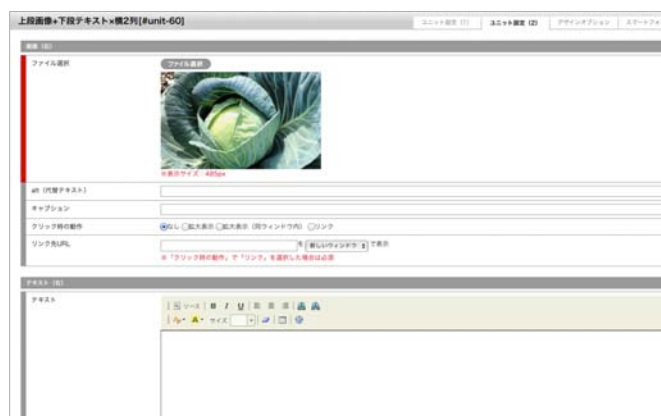 上段画像+下段テキスト×横2列[#unit-60]
ユニット設定 (1)
ユニット設定 (2)
デザインオプション
スマートフォ
画像（右）
ファイル選択
ファイル選択
※表示サイズ 485px
alt（代替テキスト）
キャプション
クリック時の動作
なし 拡大表示 拡大表示（同ウィンドウ内） リンク
リンク先URL
を 新しいウィンドウ で表示
※「クリック時の動作」で「リンク」を選択した場合は必須
テキスト（右）
テキスト
ソース B I U
A サイズ